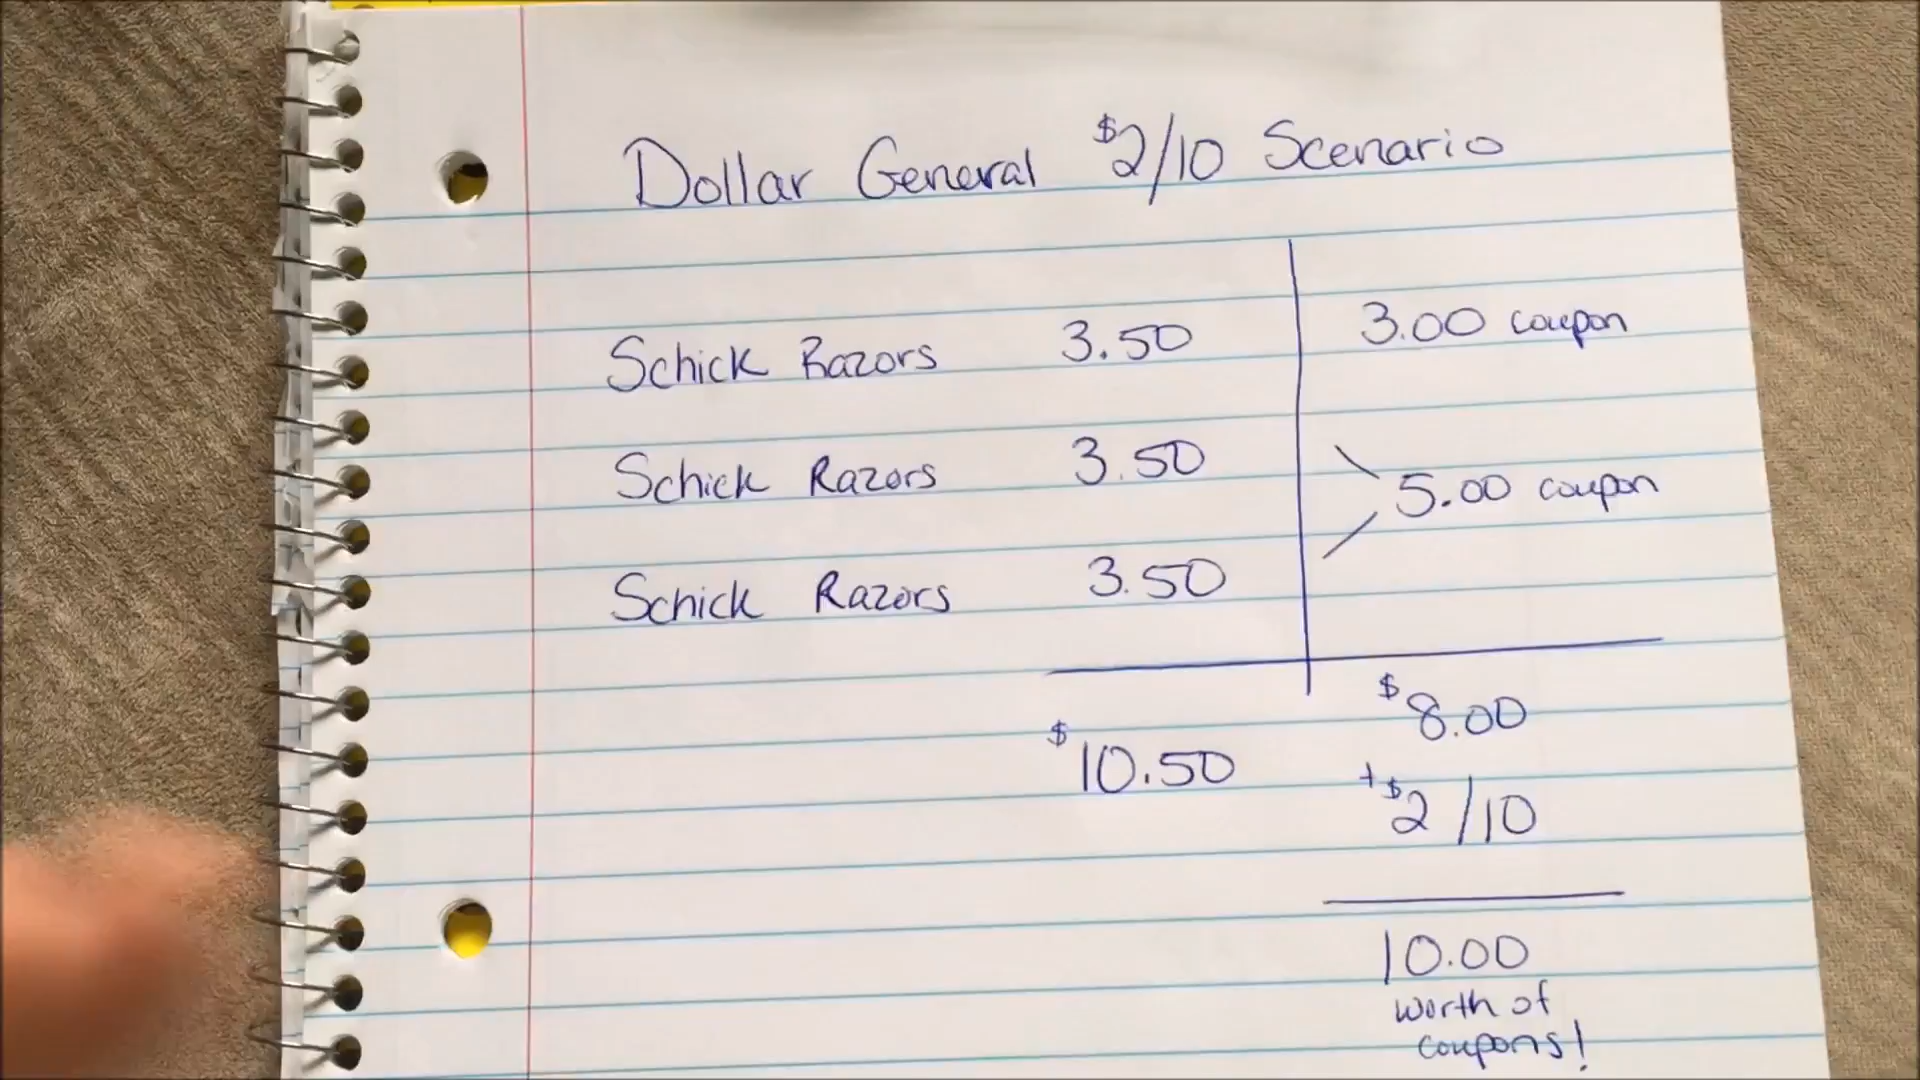 Dollar General $2/10 Scenario
Schick Razors 3.50 3.00 coupon
Schick Razors 3.50
5.00 coupon
Schick Razors 3.50
$8.00
$10.50
+$2/10
10.00
worth of
coupons!